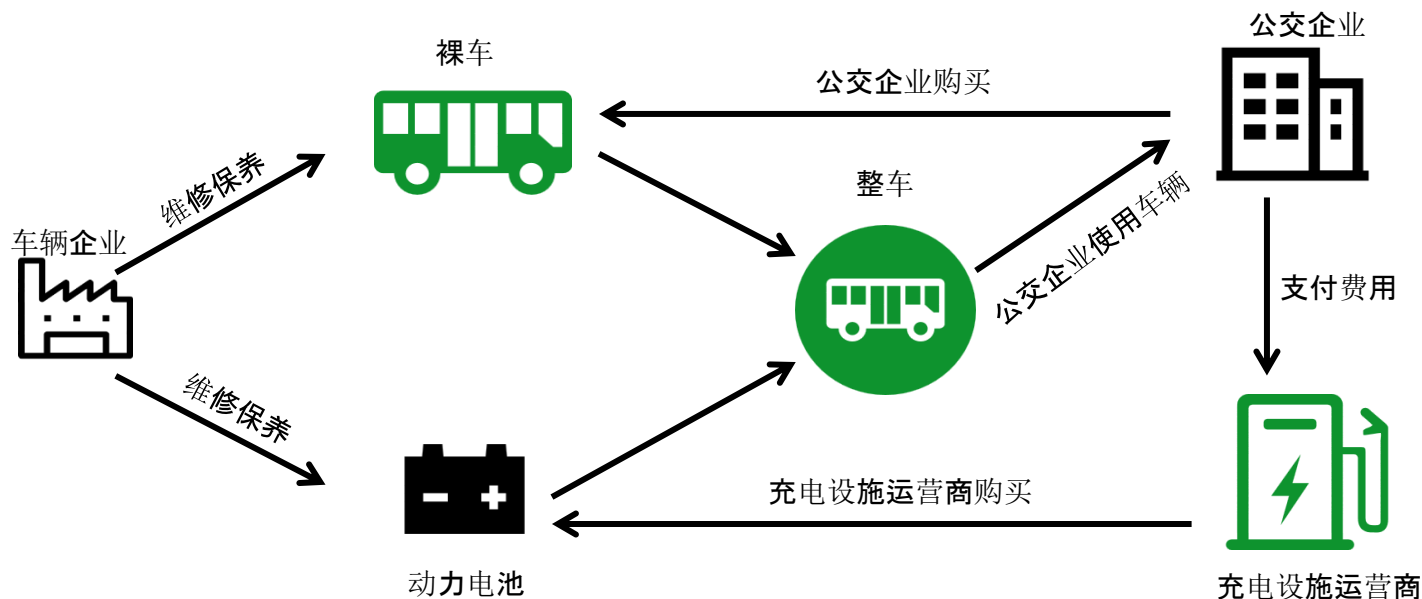 公交企业
裸车
公交企业购买
维修保养
整车
公交企业使用车辆
车辆企业
支付费用
维修保养
充电设施运营商购买
动力电池
充电设施运营商